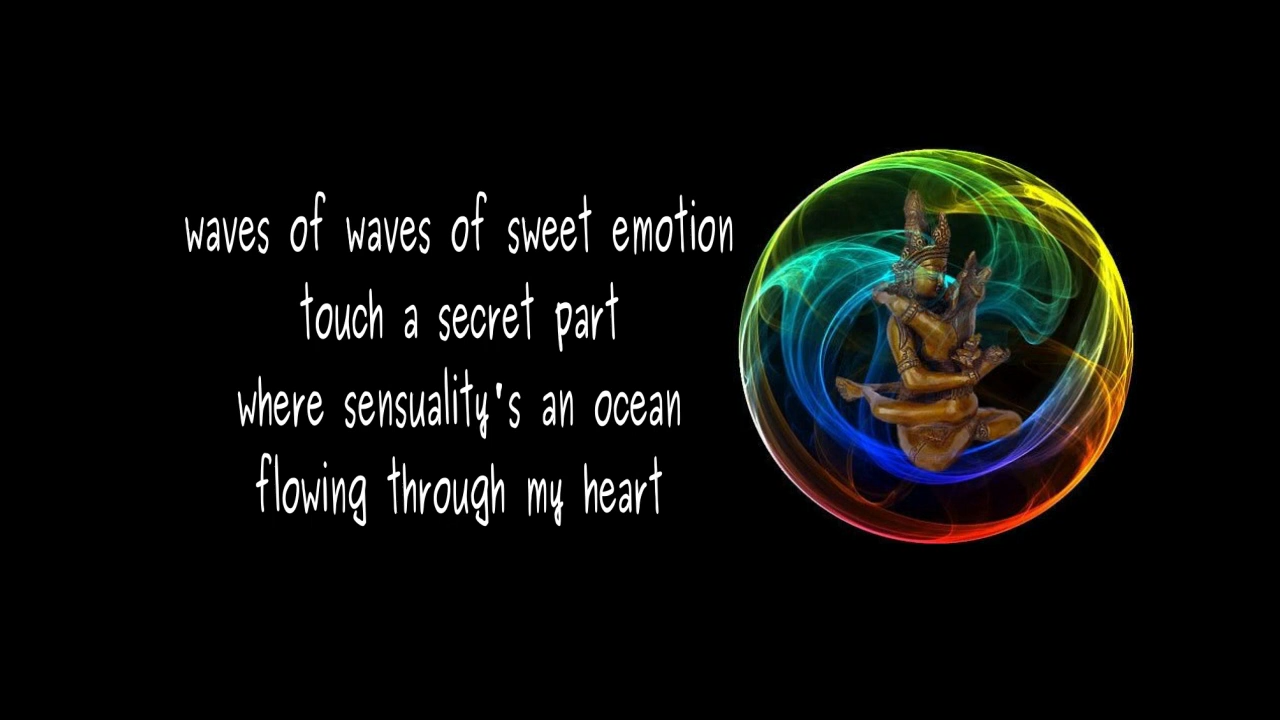 waves of waves of sweet emotion
touch a secret part
where sensuality's an ocean
flowing through my heart